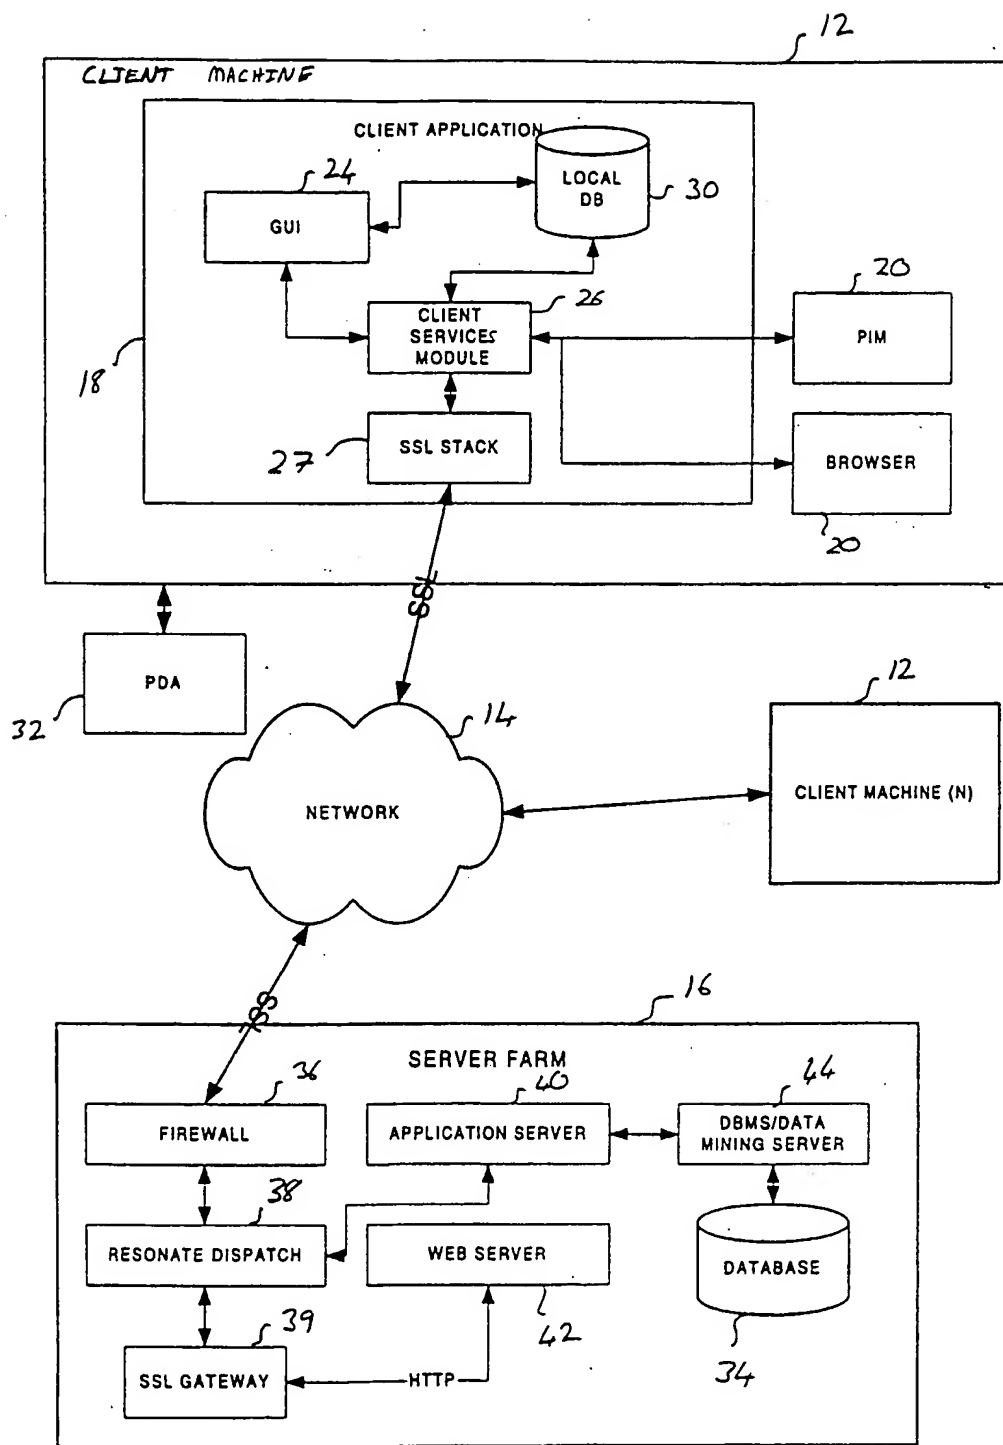 12
CLIENT MACHINE
CLIENT APPLICATION
24
GUI
LOCAL
DB
30
26
CLIENT
SERVICES
MODULE
20
PIM
18
27
SSL STACK
BROWSER
20
SSL
PDA
32
14
NETWORK
12
CLIENT MACHINE (N)
SSL
16
SERVER FARM
36
FIREWALL
40
APPLICATION SERVER
44
DBMS/DATA
MINING SERVER
38
RESONATE DISPATCH
WEB SERVER
42
DATABASE
34
39
SSL GATEWAY
HTTP